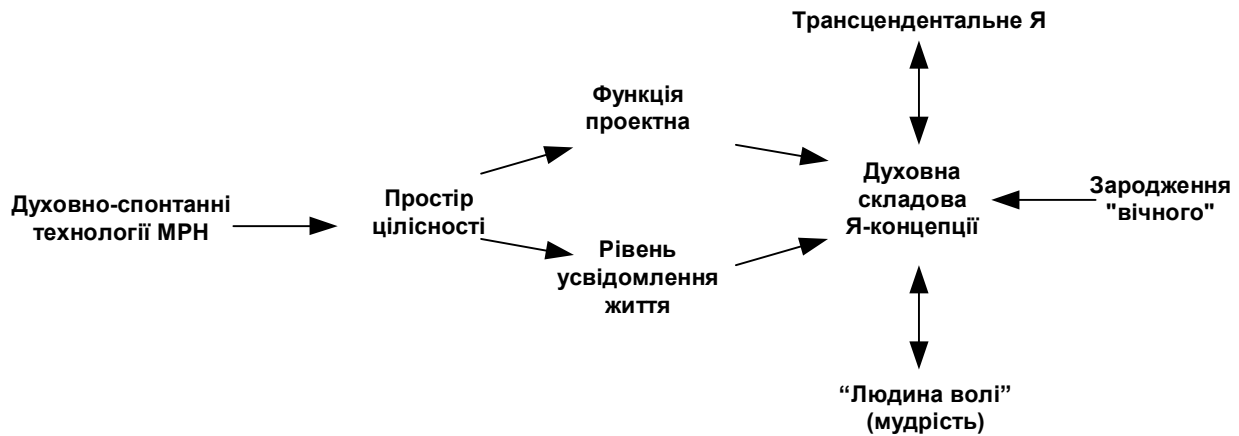 Трансцендентальне Я
Функція
проектна
Духовно-спонтанні
технології МРН
Простір
цілісності
Духовна
складова
Я-концепції
Зародження
"вічного"
Рівень
усвідомлення
життя
“Людина волі”
(мудрість)